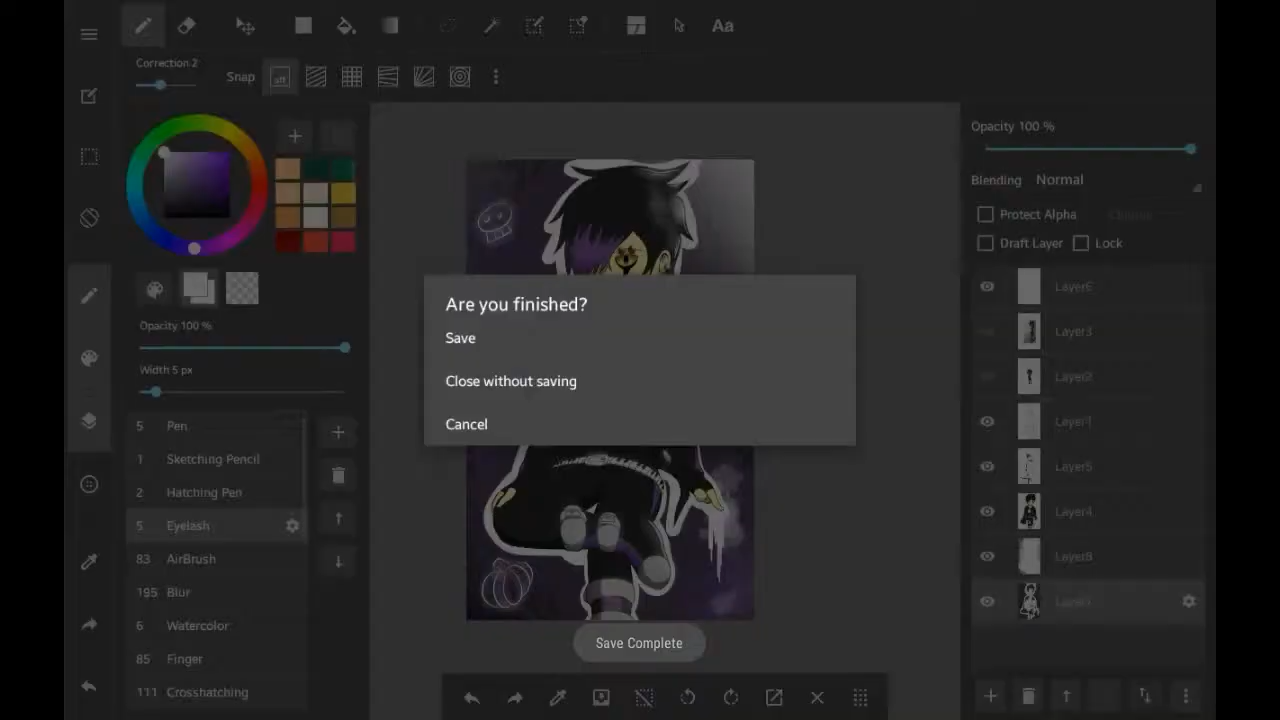 Aa
Correction 2
Snap
off
Opacity 100 %
Width 5 px
5 Pen
1 Sketching Pencil
2 Hatching Pen
5 Eyelash
83 AirBrush
195 Blur
6 Watercolor
85 Finger
111 Crosshatching
Are you finished?
Save
Close without saving
Cancel
Save Complete
Opacity 100 %
Blending Normal
Protect Alpha
Draft Layer
Lock
Layer6
Layer3
Layer2
Layer1
Layer5
Layer4